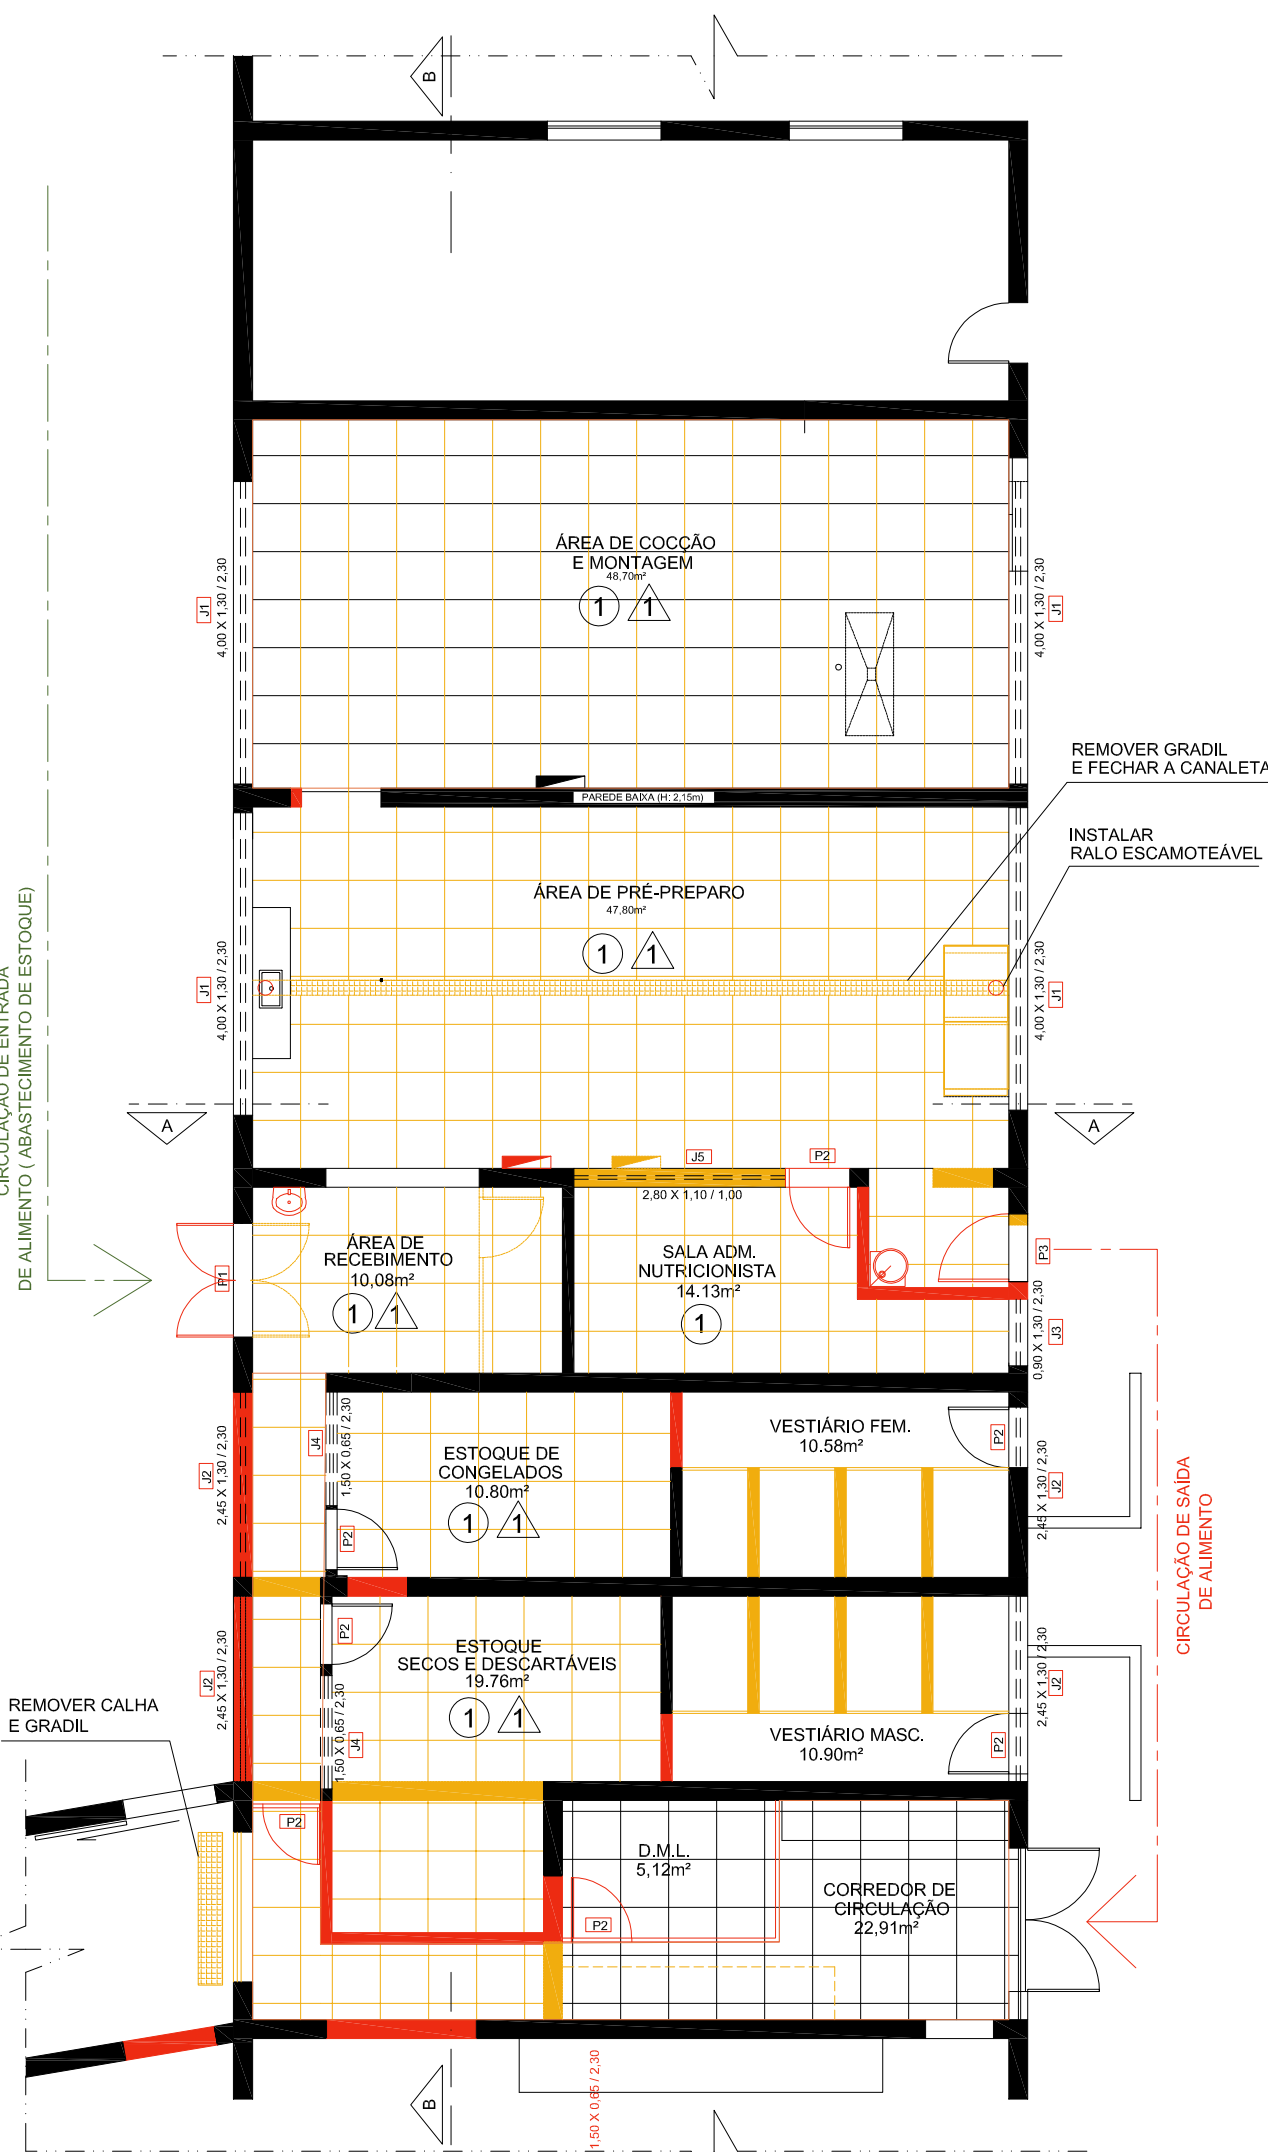 B
ÁREA DE COCÇÃO
E MONTAGEM
48,70m²
1
1
J1
4,00 X 1,30 / 2,30
4,00 X 1,30 / 2,30
J1
REMOVER GRADIL
E FECHAR A CANALETA
PAREDE BAIXA (H: 2,15m)
INSTALAR
RALO ESCAMOTEÁVEL
ÁREA DE PRÉ-PREPARO
47,80m²
1
1
J1
4,00 X 1,30 / 2,30
4,00 X 1,30 / 2,30
J1
CIRCULAÇÃO DE ENTRADA
DE ALIMENTO ( ABASTECIMENTO DE ESTOQUE)
A
A
J5
P2
2,80 X 1,10 / 1,00
ÁREA DE
RECEBIMENTO
10,08m²
1
1
P1
SALA ADM.
NUTRICIONISTA
14.13m²
1
P3
0,90 X 1,30 / 2,30
J3
J2
2,45 X 1,30 / 2,30
J4
1,50 X 0,65 / 2,30
ESTOQUE DE
CONGELADOS
10.80m²
1
1
P2
VESTIÁRIO FEM.
10.58m²
P2
2,45 X 1,30 / 2,30
J2
CIRCULAÇÃO DE SAÍDA
DE ALIMENTO
J2
2,45 X 1,30 / 2,30
P2
ESTOQUE
SECOS E DESCARTÁVEIS
19.76m²
1
1
1,50 X 0,65 / 2,30
J4
VESTIÁRIO MASC.
10.90m²
P2
2,45 X 1,30 / 2,30
J2
REMOVER CALHA
E GRADIL
P2
D.M.L.
5,12m²
P2
CORREDOR DE
CIRCULAÇÃO
22,91m²
B
1,50 X 0,65 / 2,30